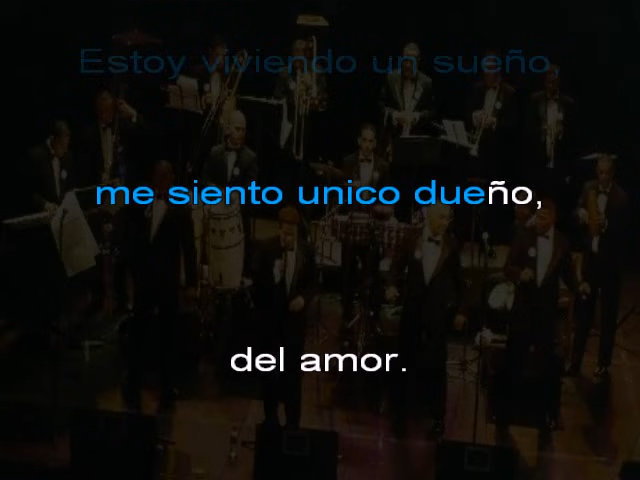 Estoy viviendo un sueño,
me siento unico dueño,
del amor.